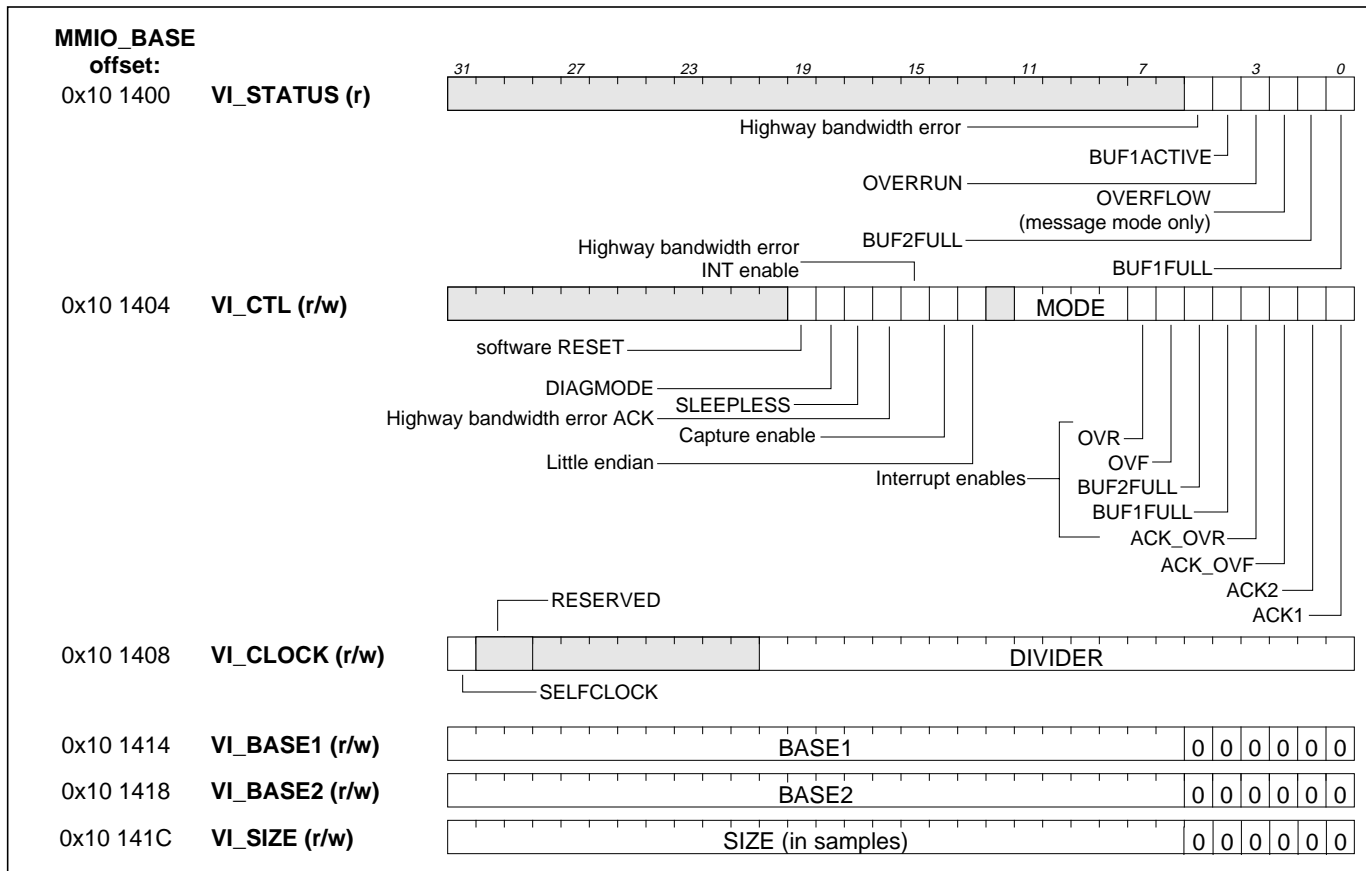 MMIO_BASE
offset:
31 27 23 19 15 11 7 3 0
0x10 1400 VI_STATUS (r)
Highway bandwidth error
BUF1ACTIVE
OVERRUN
OVERFLOW
(message mode only)
BUF2FULL
Highway bandwidth error
INT enable
BUF1FULL
0x10 1404 VI_CTL (r/w) MODE
software RESET
DIAGMODE
SLEEPLESS
Highway bandwidth error ACK
Capture enable
OVR
Little endian
OVF
Interrupt enables
BUF2FULL
BUF1FULL
ACK_OVR
ACK_OVF
ACK2
RESERVED
ACK1
0x10 1408 VI_CLOCK (r/w) DIVIDER
SELFCLOCK
0x10 1414 VI_BASE1 (r/w) BASE1 0 0 0 0 0 0
0x10 1418 VI_BASE2 (r/w) BASE2 0 0 0 0 0 0
0x10 141C VI_SIZE (r/w) SIZE (in samples) 0 0 0 0 0 0